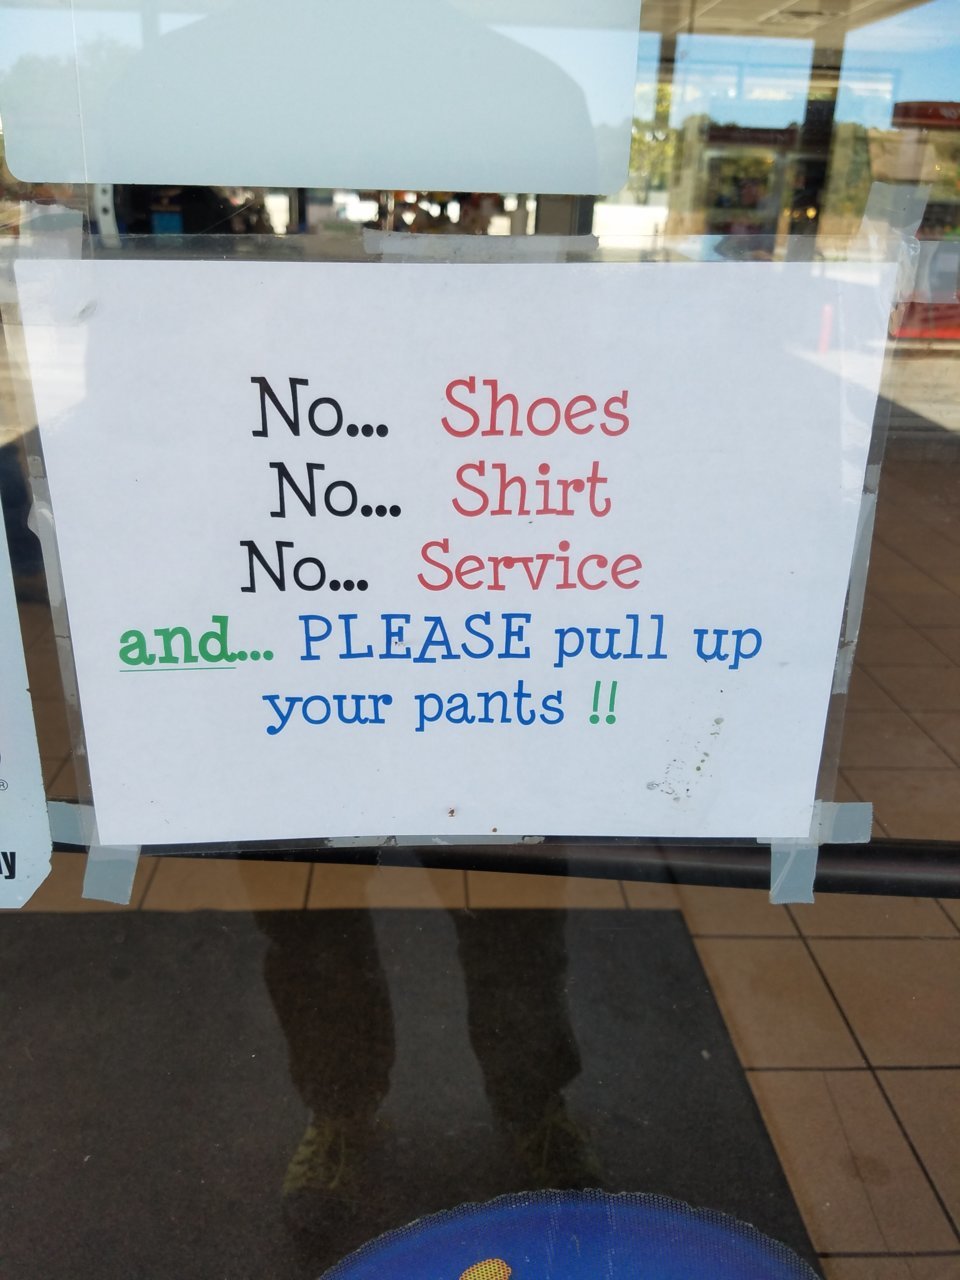 No... Shoes
No... Shirt
No... Service
and... PLEASE pull up
your pants !!
®